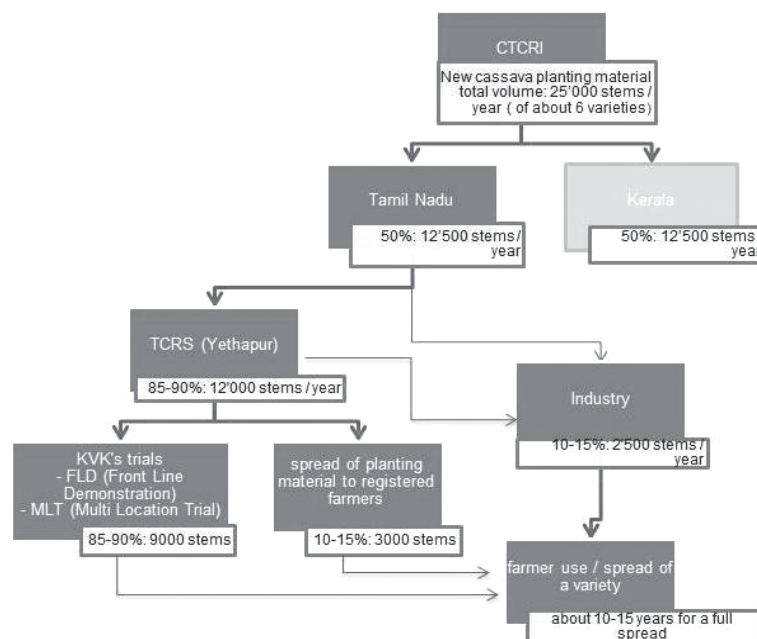 CTCRI
New cassava planting material
total volume: 25'000 stems /
year ( of about 6 varieties)
Tamil Nadu
50%: 12'500 stems /
year
Kerala
50%: 12'500 stems
year
TCRS (Yethapur)
85-90%: 12'000 stems /year
Industry
10-15%: 2'500 stems /
year
KVK's trials
- FLD (Front Line
Demonstration)
- MLT (Multi Location Trial)
85-90%: 9000 stems
spread of planting
material to registered
farmers
10-15%: 3000 stems
farmer use / spread of
a variety
about 10-15 years for a full
spread